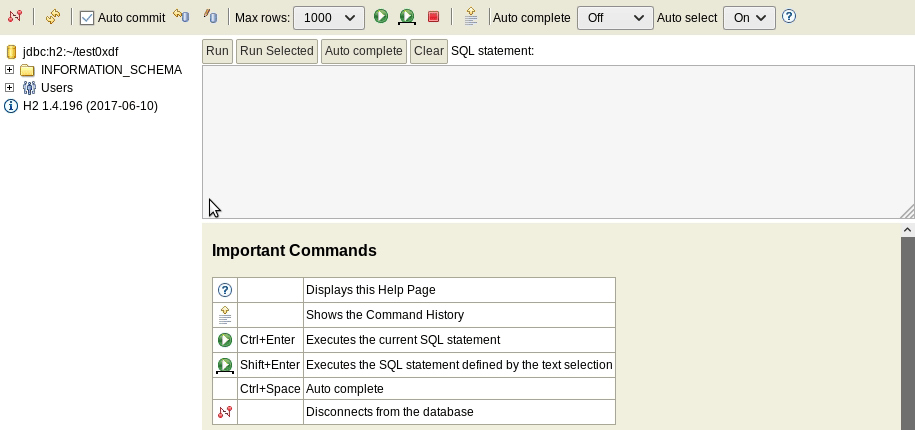 Auto commit Max rows: 1000 Auto complete Off Auto select On
jdbc:h2:~/test0xdf
INFORMATION_SCHEMA
Users
H2 1.4.196 (2017-06-10)
Run Run Selected Auto complete Clear SQL statement:
Important Commands
Displays this Help Page
Shows the Command History
Ctrl+Enter Executes the current SQL statement
Shift+Enter Executes the SQL statement defined by the text selection
Ctrl+Space Auto complete
Disconnects from the database